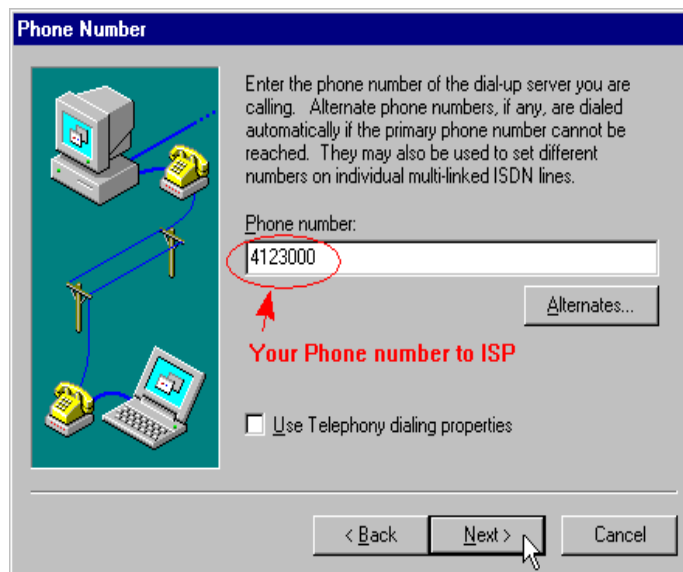 Phone Number
Enter the phone number of the dial-up server you are
calling. Alternate phone numbers, if any, are dialed
automatically if the primary phone number cannot be
reached. They may also be used to set different
numbers on individual multi-linked ISDN lines.
Phone number:
4123000
Alternates...
Your Phone number to ISP
Use Telephony dialing properties
< Back
Next >
Cancel